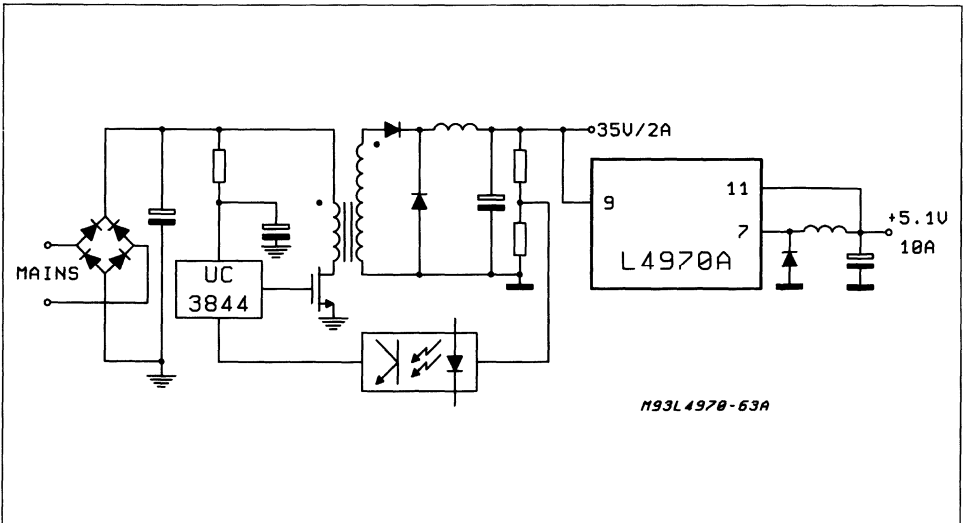 35V/2A
9
11
7
L4970A
+5.1V
10A
MAINS
UC
3844
M93L4970-63A